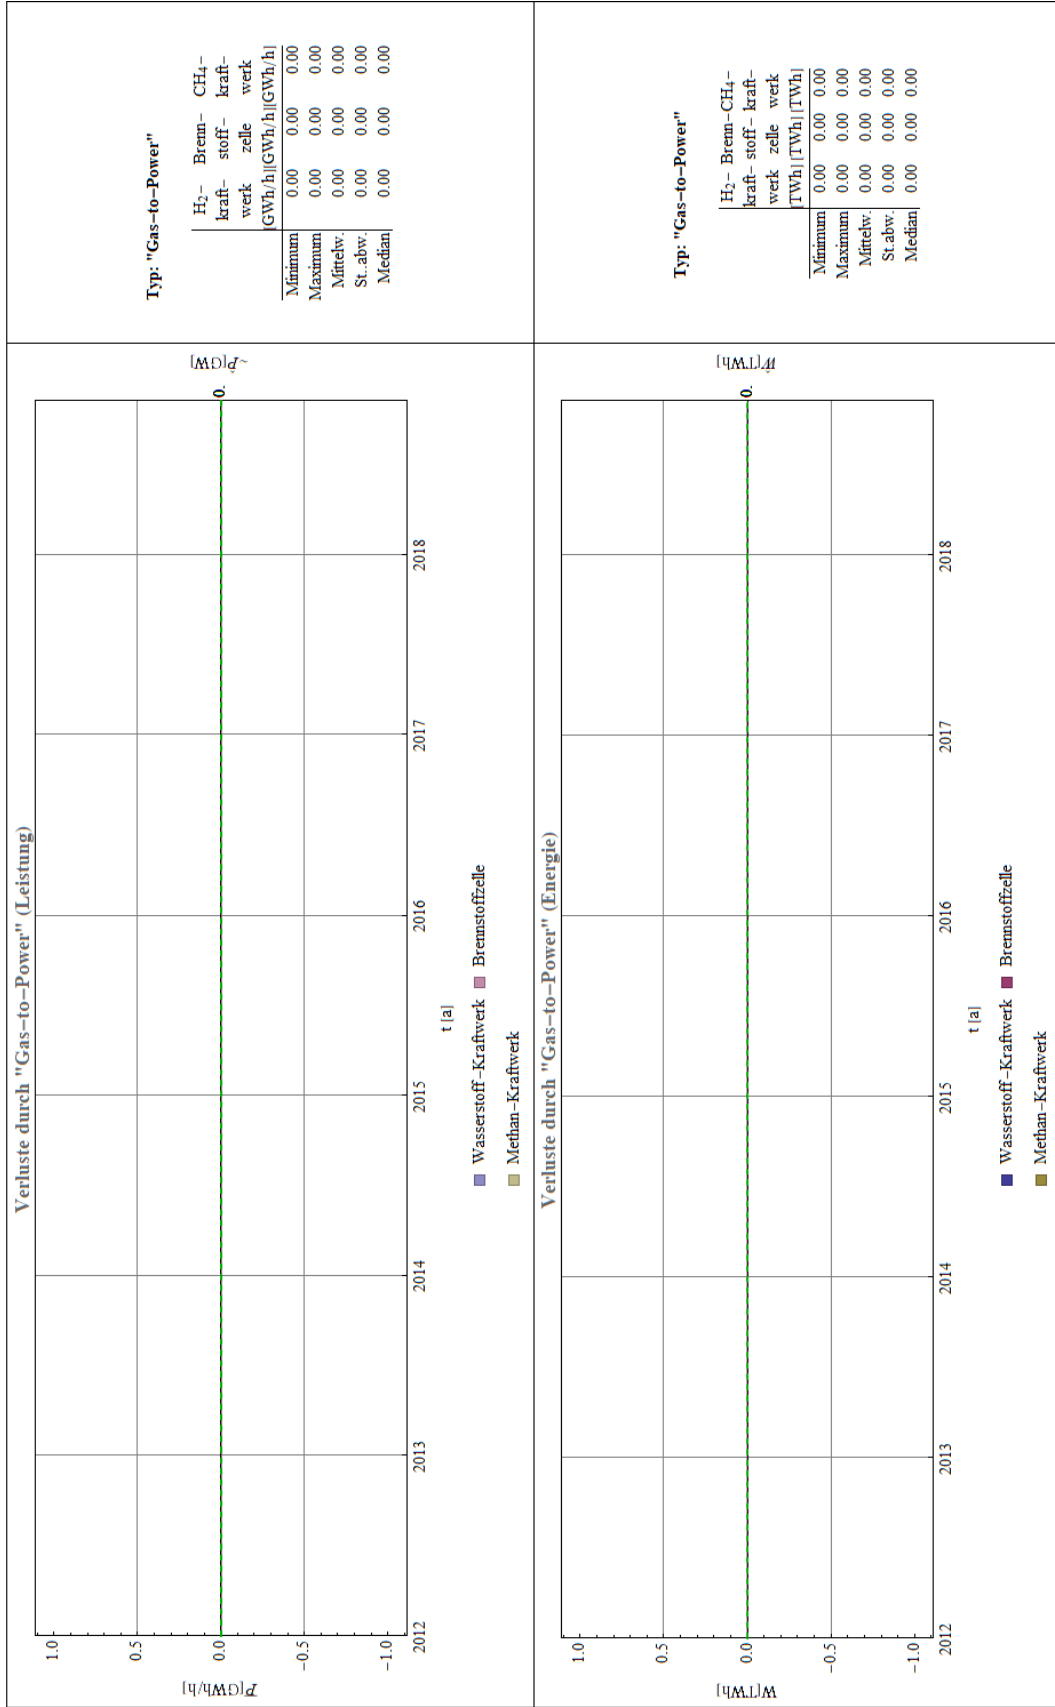 Verluste durch "Gas-to-Power" (Leistung)
P[GWh/h]
1.0
0.5
0.0
-0.5
-1.0
2012 2013 2014 2015 2016 2017 2018
0.
~P̂[GW]
t [a]
Wasserstoff-Kraftwerk Brennstoffzelle
Methan-Kraftwerk
Typ: "Gas-to-Power"
H₂- Brenn- CH₄-
kraft- stoff- kraft-
werk zelle werk
[GWh/h] [GWh/h] [GWh/h]
Minimum 0.00 0.00 0.00
Maximum 0.00 0.00 0.00
Mittelw. 0.00 0.00 0.00
St.abw. 0.00 0.00 0.00
Median 0.00 0.00 0.00
Verluste durch "Gas-to-Power" (Energie)
W[TWh]
1.0
0.5
0.0
-0.5
-1.0
2012 2013 2014 2015 2016 2017 2018
0.
Ŵ[TWh]
t [a]
Wasserstoff-Kraftwerk Brennstoffzelle
Methan-Kraftwerk
Typ: "Gas-to-Power"
H₂- Brenn- CH₄-
kraft- stoff- kraft-
werk zelle werk
[TWh] [TWh] [TWh]
Minimum 0.00 0.00 0.00
Maximum 0.00 0.00 0.00
Mittelw. 0.00 0.00 0.00
St.abw. 0.00 0.00 0.00
Median 0.00 0.00 0.00